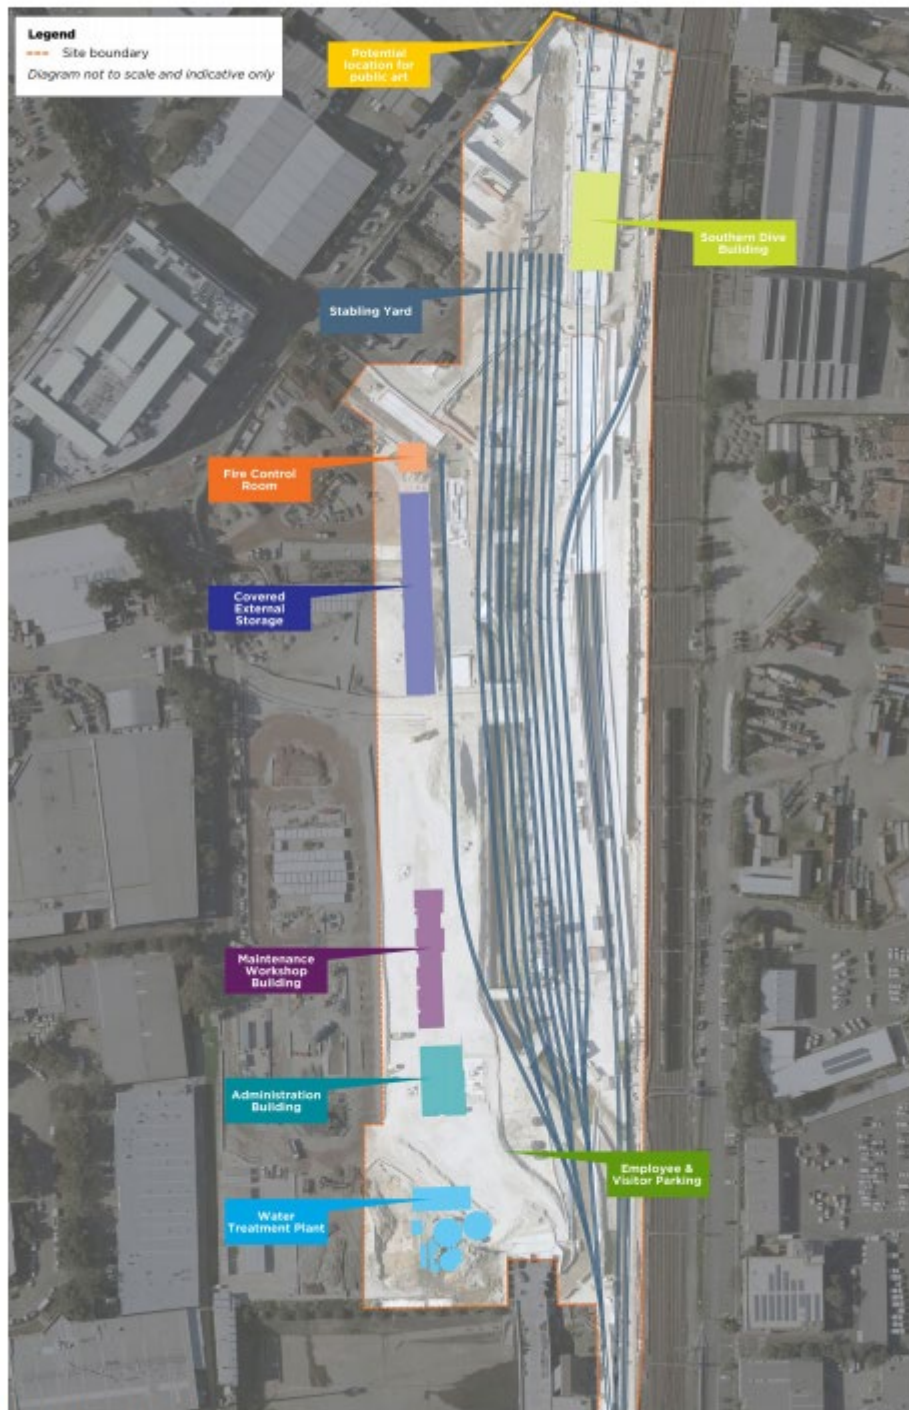 Legend
Site boundary
Diagram not to scale and indicative only
Potential
location for
public art
Southern Dive
Building
Stabling Yard
Fire Control
Room
Covered
External
Storage
Maintenance
Workshop
Building
Administration
Building
Employee &
Visitor Parking
Water
Treatment Plant